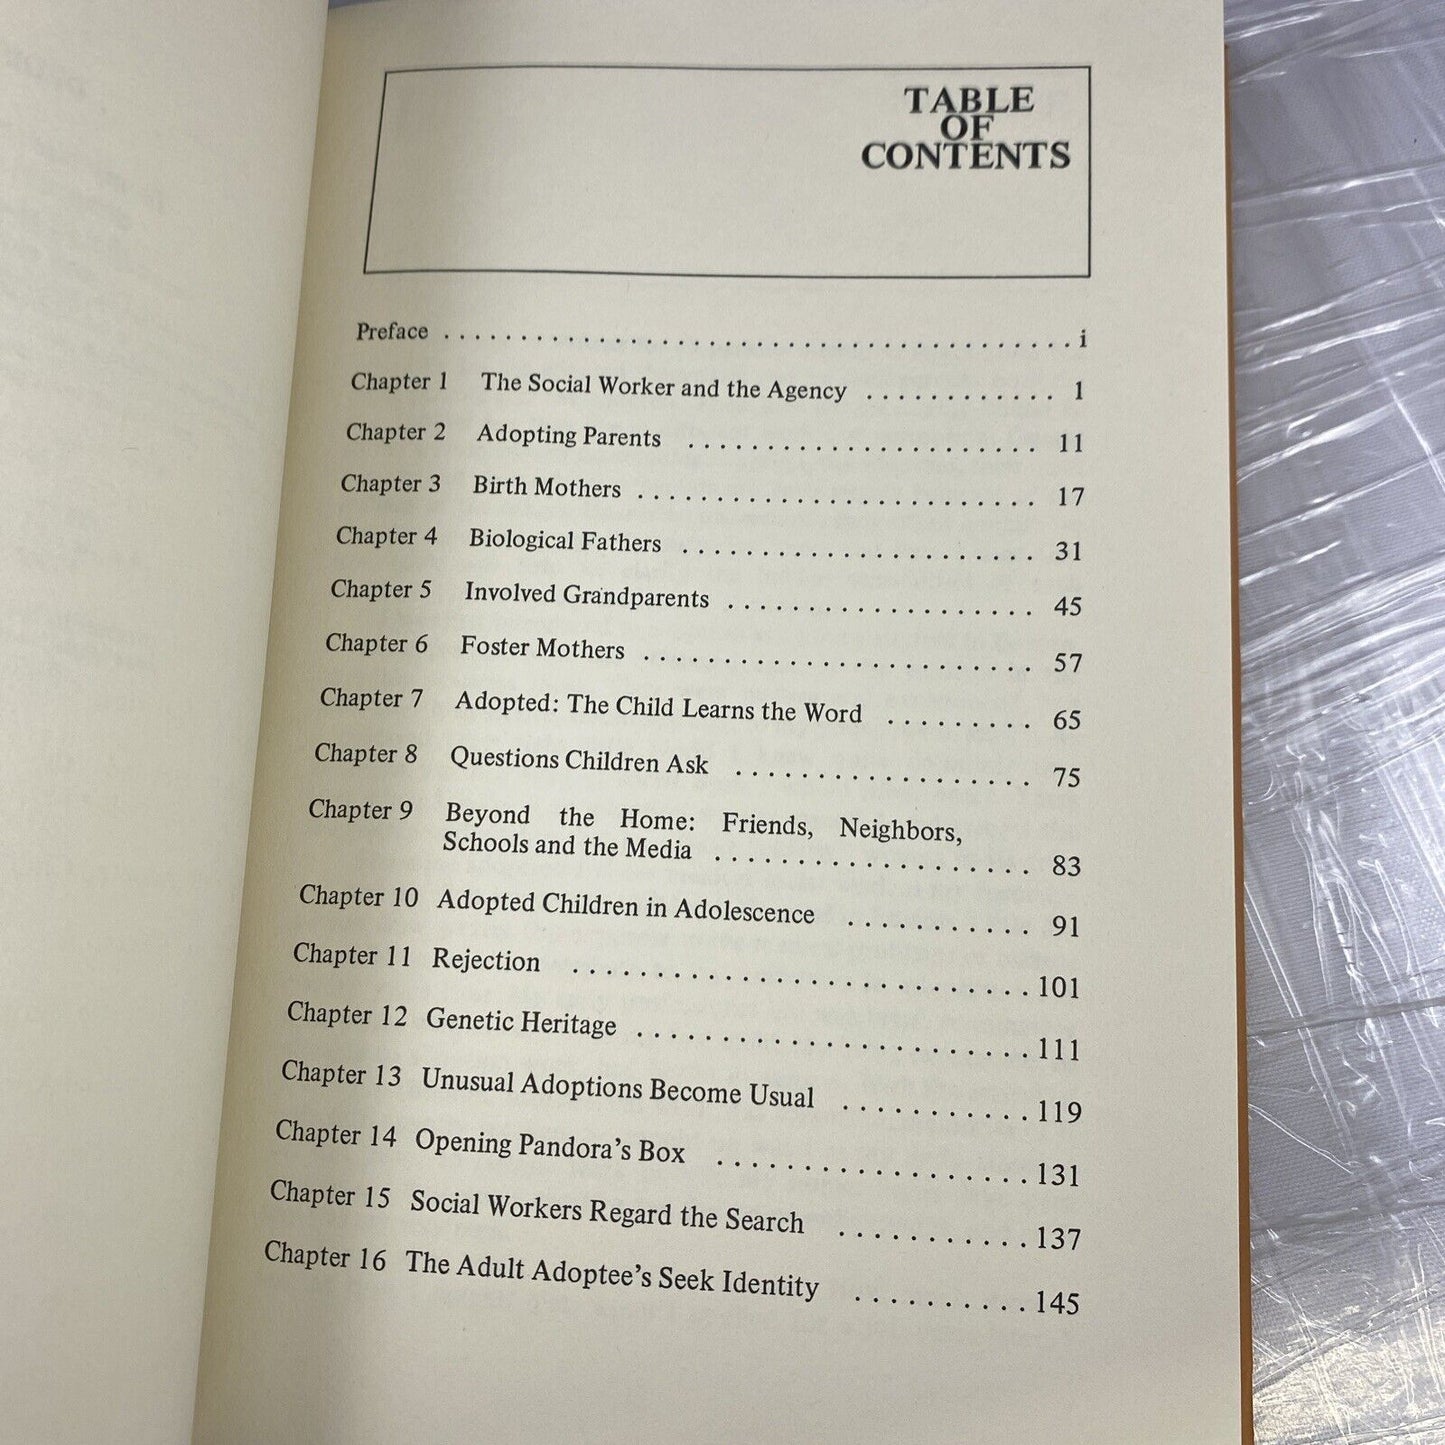 TABLE
OF
CONTENTS
Preface . . . . . . . . . . . . . . . . . . . . . . . . . . . . . . . . . . . . . . . . i
Chapter 1 The Social Worker and the Agency . . . . . . . . . . . . 1
Chapter 2 Adopting Parents . . . . . . . . . . . . . . . . . . . . . . 11
Chapter 3 Birth Mothers . . . . . . . . . . . . . . . . . . . . . . . . . 17
Chapter 4 Biological Fathers . . . . . . . . . . . . . . . . . . . . . . 31
Chapter 5 Involved Grandparents . . . . . . . . . . . . . . . . . . . 45
Chapter 6 Foster Mothers . . . . . . . . . . . . . . . . . . . . . . . . 57
Chapter 7 Adopted: The Child Learns the Word . . . . . . . . . 65
Chapter 8 Questions Children Ask . . . . . . . . . . . . . . . . . . 75
Chapter 9 Beyond the Home: Friends, Neighbors,
Schools and the Media . . . . . . . . . . . . . . . . . . . 83
Chapter 10 Adopted Children in Adolescence . . . . . . . . . . . 91
Chapter 11 Rejection . . . . . . . . . . . . . . . . . . . . . . . . . . . 101
Chapter 12 Genetic Heritage . . . . . . . . . . . . . . . . . . . . . . . 111
Chapter 13 Unusual Adoptions Become Usual . . . . . . . . . . . 119
Chapter 14 Opening Pandora's Box . . . . . . . . . . . . . . . . . . 131
Chapter 15 Social Workers Regard the Search . . . . . . . . . . . 137
Chapter 16 The Adult Adoptee's Seek Identity . . . . . . . . . . 145